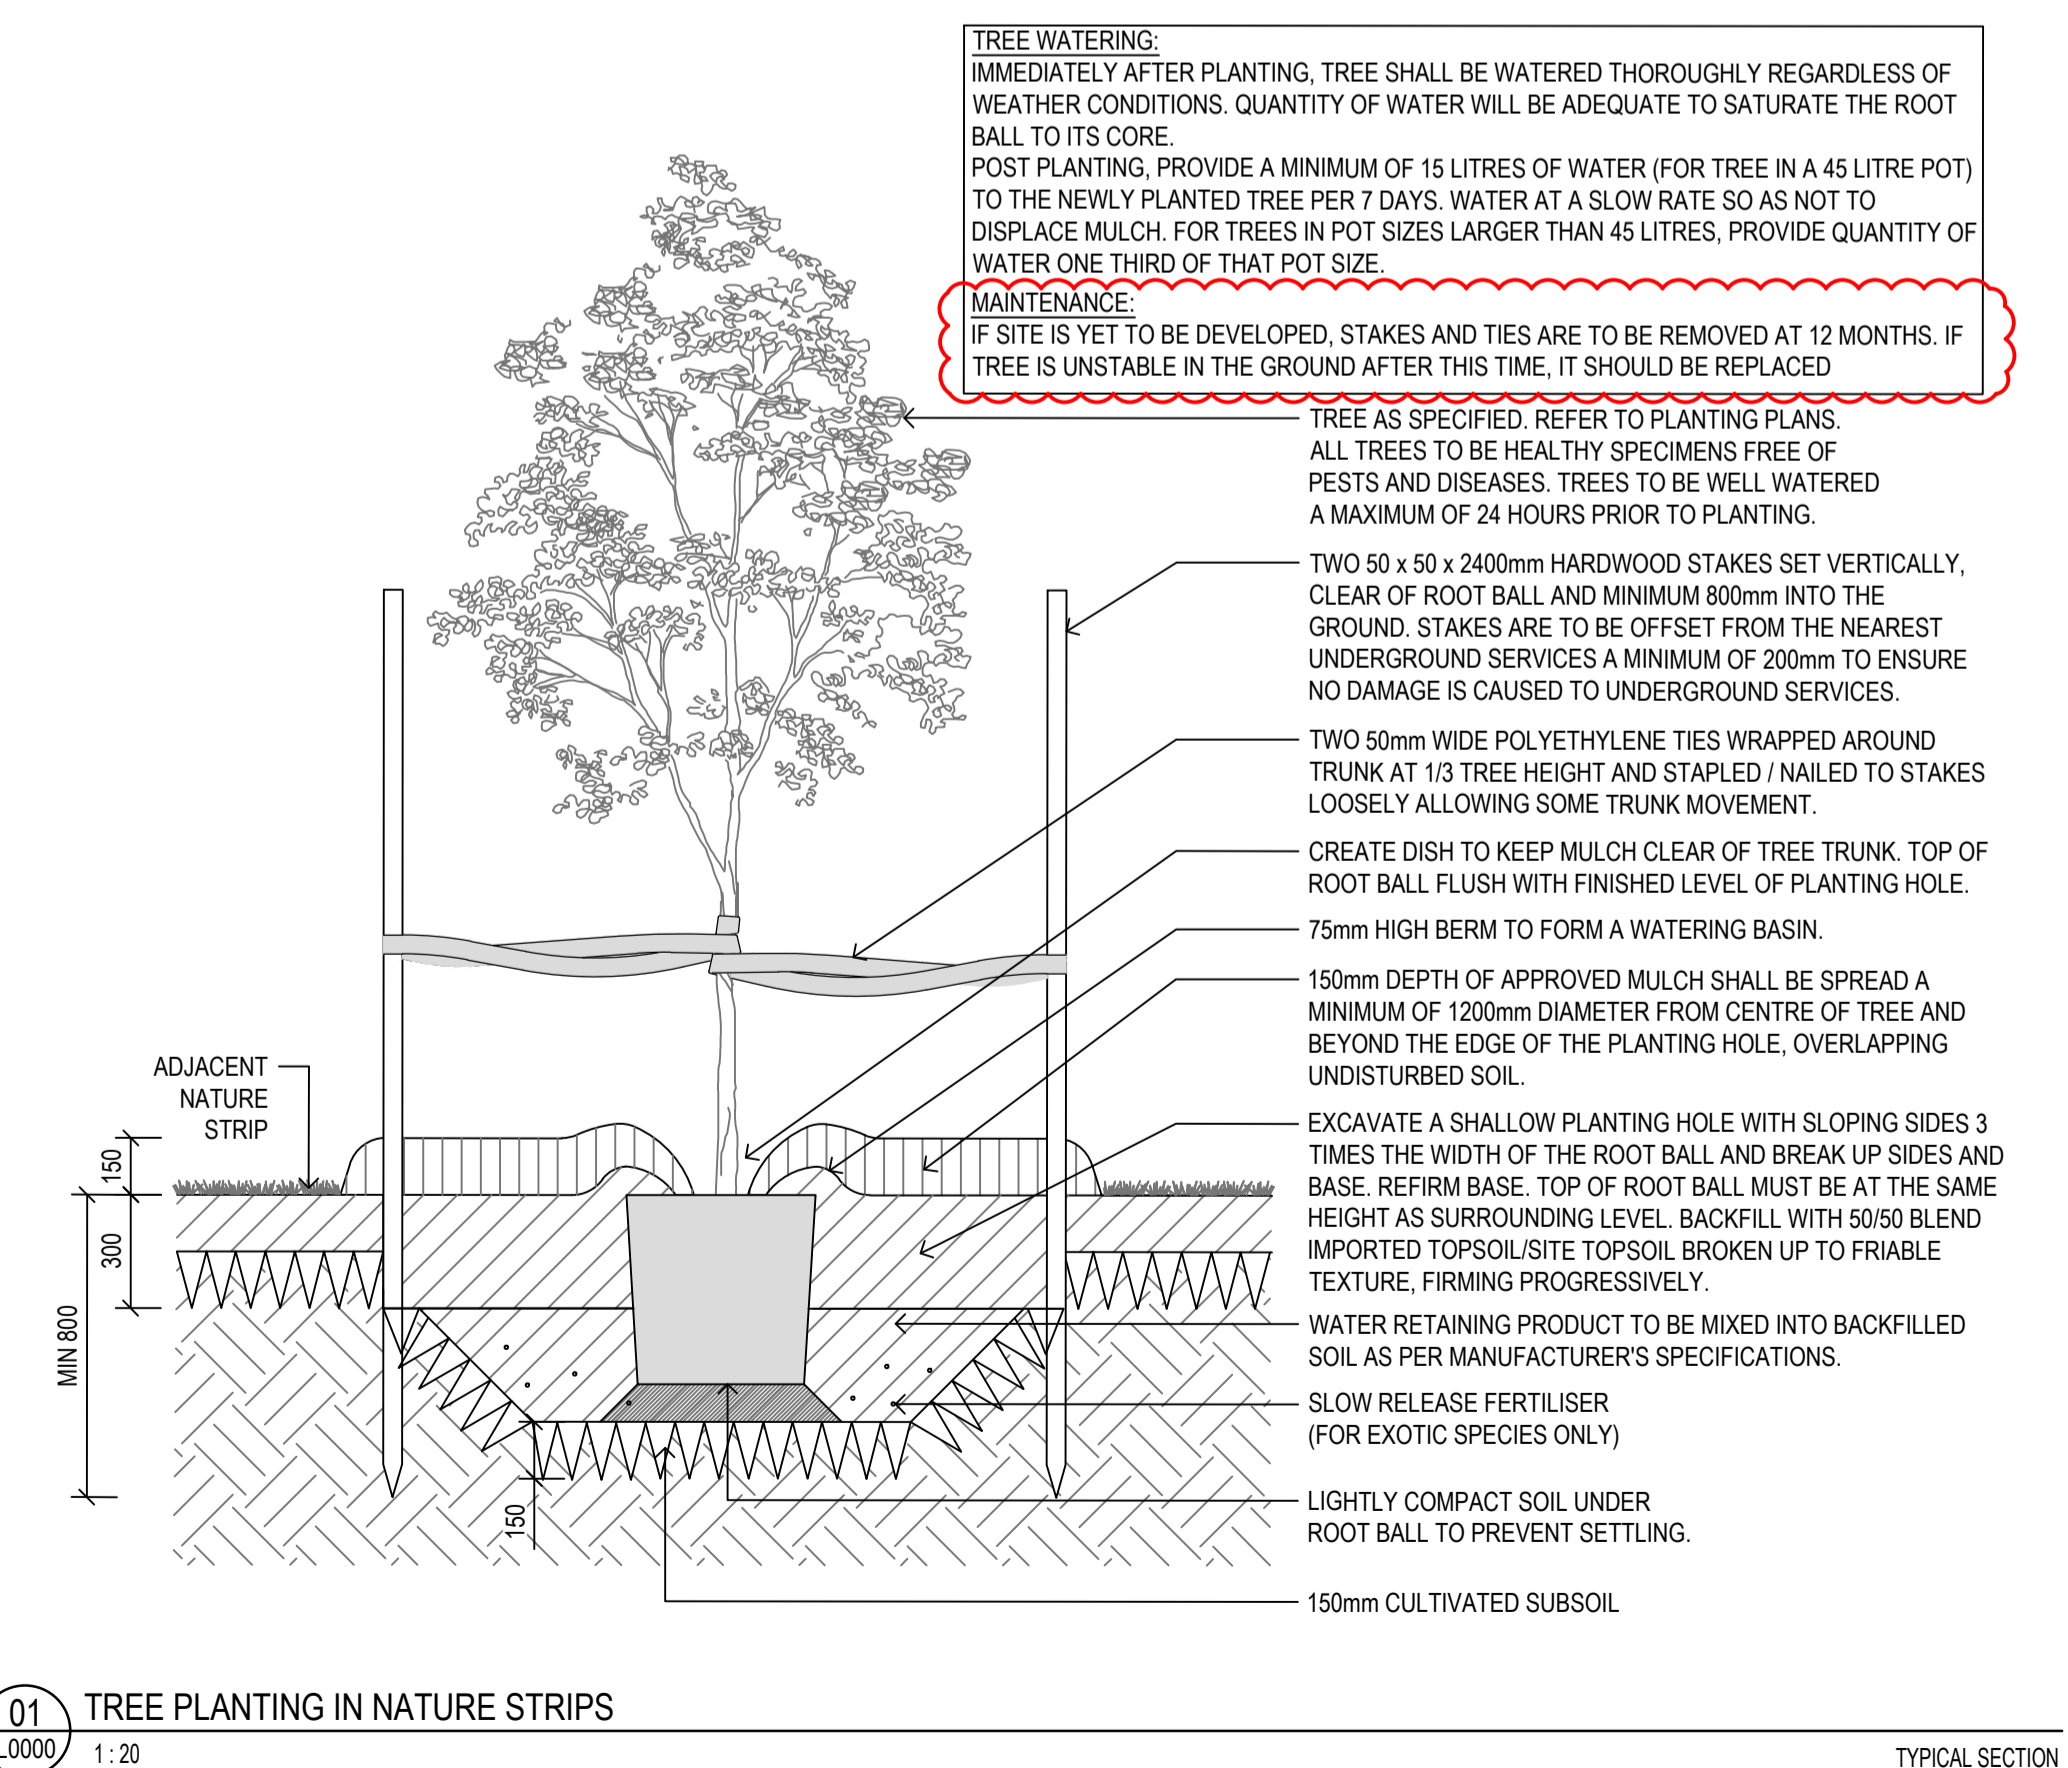 TREE WATERING:
IMMEDIATELY AFTER PLANTING, TREE SHALL BE WATERED THOROUGHLY REGARDLESS OF
WEATHER CONDITIONS. QUANTITY OF WATER WILL BE ADEQUATE TO SATURATE THE ROOT
BALL TO ITS CORE.
POST PLANTING, PROVIDE A MINIMUM OF 15 LITRES OF WATER (FOR TREE IN A 45 LITRE POT)
TO THE NEWLY PLANTED TREE PER 7 DAYS. WATER AT A SLOW RATE SO AS NOT TO
DISPLACE MULCH. FOR TREES IN POT SIZES LARGER THAN 45 LITRES, PROVIDE QUANTITY OF
WATER ONE THIRD OF THAT POT SIZE.
MAINTENANCE:
IF SITE IS YET TO BE DEVELOPED, STAKES AND TIES ARE TO BE REMOVED AT 12 MONTHS. IF
TREE IS UNSTABLE IN THE GROUND AFTER THIS TIME, IT SHOULD BE REPLACED
TREE AS SPECIFIED. REFER TO PLANTING PLANS.
ALL TREES TO BE HEALTHY SPECIMENS FREE OF
PESTS AND DISEASES. TREES TO BE WELL WATERED
A MAXIMUM OF 24 HOURS PRIOR TO PLANTING.
TWO 50 x 50 x 2400mm HARDWOOD STAKES SET VERTICALLY,
CLEAR OF ROOT BALL AND MINIMUM 800mm INTO THE
GROUND. STAKES ARE TO BE OFFSET FROM THE NEAREST
UNDERGROUND SERVICES A MINIMUM OF 200mm TO ENSURE
NO DAMAGE IS CAUSED TO UNDERGROUND SERVICES.
TWO 50mm WIDE POLYETHYLENE TIES WRAPPED AROUND
TRUNK AT 1/3 TREE HEIGHT AND STAPLED / NAILED TO STAKES
LOOSELY ALLOWING SOME TRUNK MOVEMENT.
CREATE DISH TO KEEP MULCH CLEAR OF TREE TRUNK. TOP OF
ROOT BALL FLUSH WITH FINISHED LEVEL OF PLANTING HOLE.
75mm HIGH BERM TO FORM A WATERING BASIN.
150mm DEPTH OF APPROVED MULCH SHALL BE SPREAD A
MINIMUM OF 1200mm DIAMETER FROM CENTRE OF TREE AND
BEYOND THE EDGE OF THE PLANTING HOLE, OVERLAPPING
UNDISTURBED SOIL.
EXCAVATE A SHALLOW PLANTING HOLE WITH SLOPING SIDES 3
TIMES THE WIDTH OF THE ROOT BALL AND BREAK UP SIDES AND
BASE. REFIRM BASE. TOP OF ROOT BALL MUST BE AT THE SAME
HEIGHT AS SURROUNDING LEVEL. BACKFILL WITH 50/50 BLEND
IMPORTED TOPSOIL/SITE TOPSOIL BROKEN UP TO FRIABLE
TEXTURE, FIRMING PROGRESSIVELY.
WATER RETAINING PRODUCT TO BE MIXED INTO BACKFILLED
SOIL AS PER MANUFACTURER'S SPECIFICATIONS.
SLOW RELEASE FERTILISER
(FOR EXOTIC SPECIES ONLY)
LIGHTLY COMPACT SOIL UNDER
ROOT BALL TO PREVENT SETTLING.
150mm CULTIVATED SUBSOIL
ADJACENT
NATURE
STRIP
150
300
MIN 800
150
01
L0000
TREE PLANTING IN NATURE STRIPS
1 : 20
TYPICAL SECTION